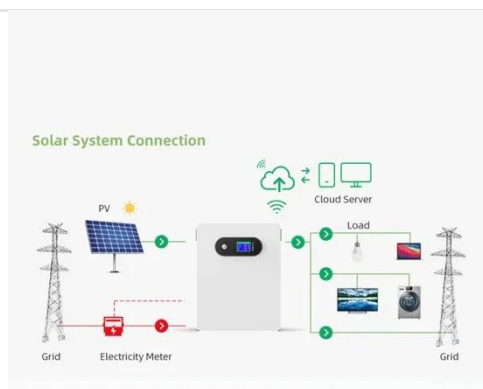 Solar System Connection
Cloud Server
PV
Load
Grid
Electricity Meter
Grid